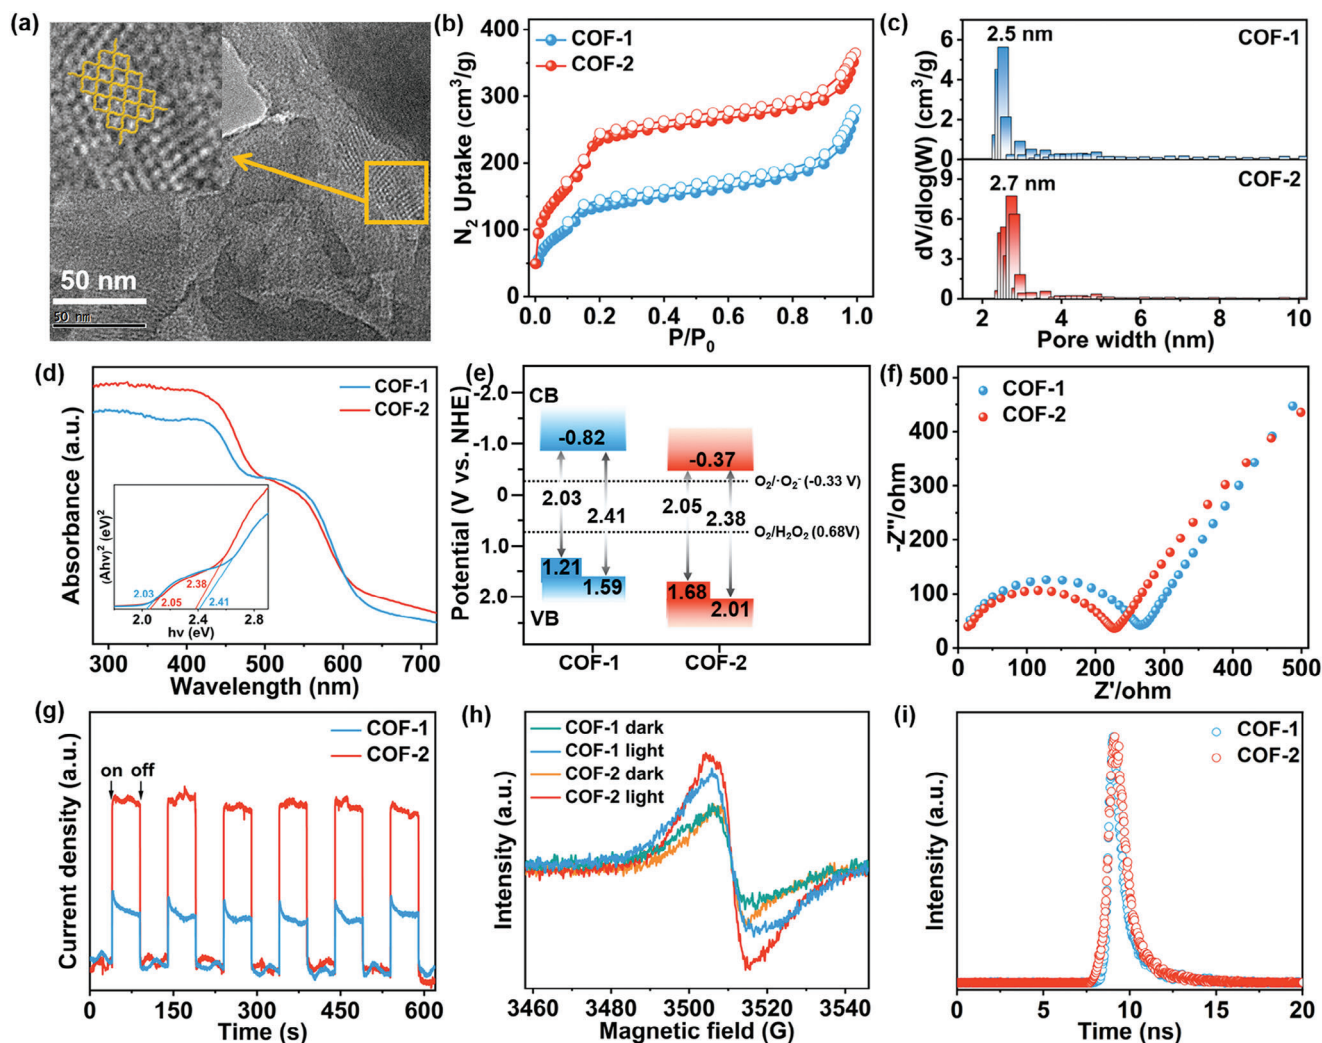 (a)
50 nm
50 nm
(b)
COF-1
COF-2
N₂ Uptake (cm³/g)
400
300
200
100
0
0.0 0.2 0.4 0.6 0.8 1.0
P/P₀
(c)
2.5 nm
COF-1
6
4
2
0
2.7 nm
COF-2
9
6
3
0
dV/dlog(W) (cm³/g)
2 4 6 8 10
Pore width (nm)
(d)
COF-1
COF-2
Absorbance (a.u.)
(Ahv)² (eV)²
2.03
2.05
2.38
2.41
2.0 2.4 2.8
hv (eV)
300 400 500 600 700
Wavelength (nm)
(e)
Potential (V vs. NHE)
-2.0
-1.0
0
1.0
2.0
CB
-0.82
-0.37
O₂/·O₂⁻ (-0.33 V)
2.03
2.05
2.41
2.38
O₂/H₂O₂ (0.68V)
1.21
1.59
1.68
2.01
VB
COF-1 COF-2
(f)
COF-1
COF-2
-Z"/ohm
500
400
300
200
100
0
0 100 200 300 400 500
Z'/ohm
(g)
COF-1
COF-2
on off
Current density (a.u.)
0 150 300 450 600
Time (s)
(h)
COF-1 dark
COF-1 light
COF-2 dark
COF-2 light
Intensity (a.u.)
3460 3480 3500 3520 3540
Magnetic field (G)
(i)
COF-1
COF-2
Intensity (a.u.)
0 5 10 15 20
Time (ns)